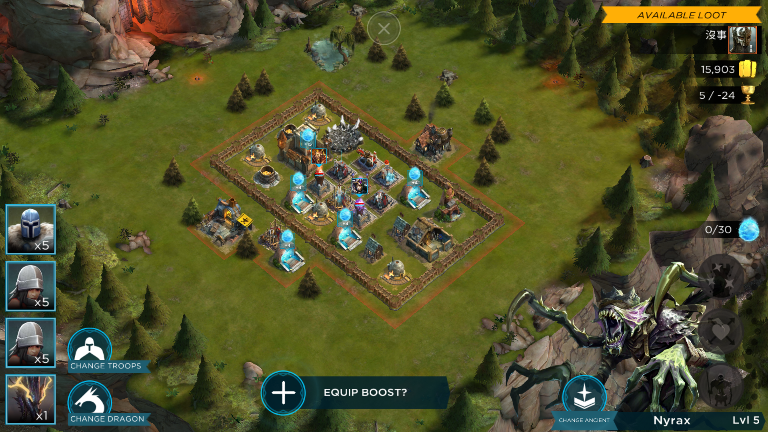 AVAILABLE LOOT
沒事
15,903
5 / -24
0/30
x5
x5
x5
x1
CHANGE TROOPS
CHANGE DRAGON
EQUIP BOOST?
CHANGE ANCIENT
Nyrax
Lvl 5